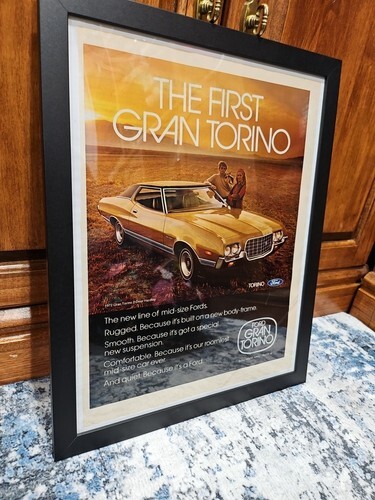 THE FIRST
GRAN TORINO
TORINO Ford
The new line of mid-size Fords.
Rugged. Because it's built on a new body-frame.
Smooth. Because it's got a special
new suspension.
Comfortable. Because it's our roomiest
mid-size car ever.
And quiet. Because it's a Ford.
FORD
GRAN
TORINO